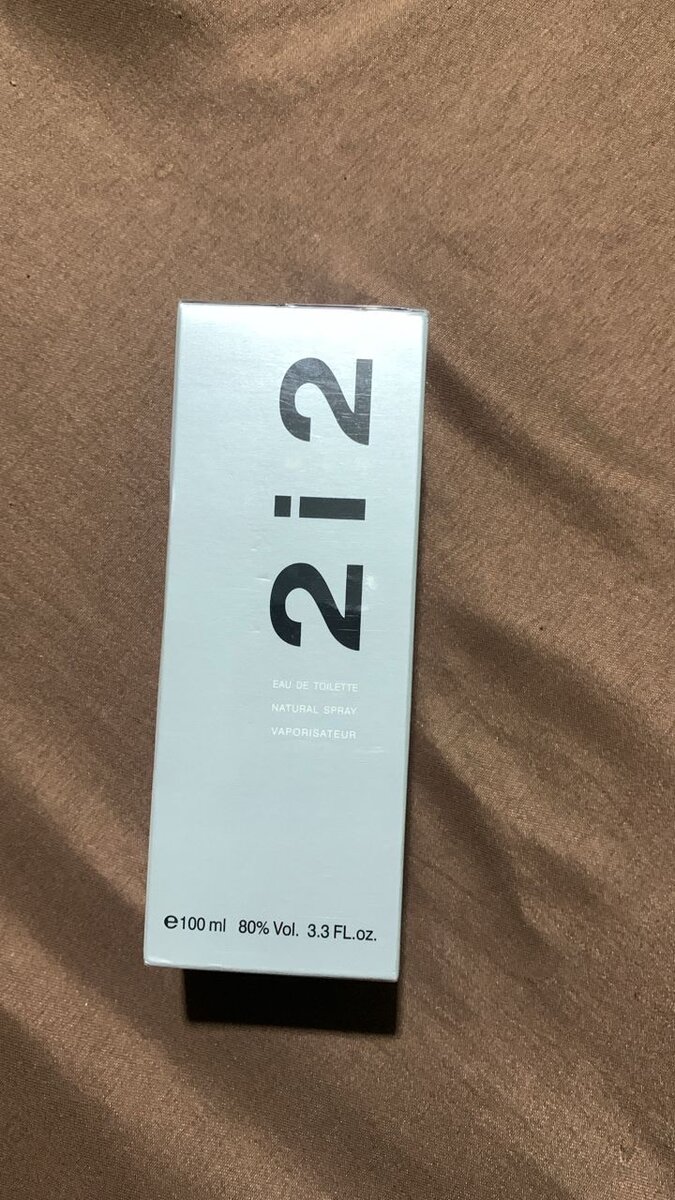 2i2
EAU DE TOILETTE
NATURAL SPRAY
VAPORISATEUR
℮100 ml 80% Vol. 3.3 FL.oz.